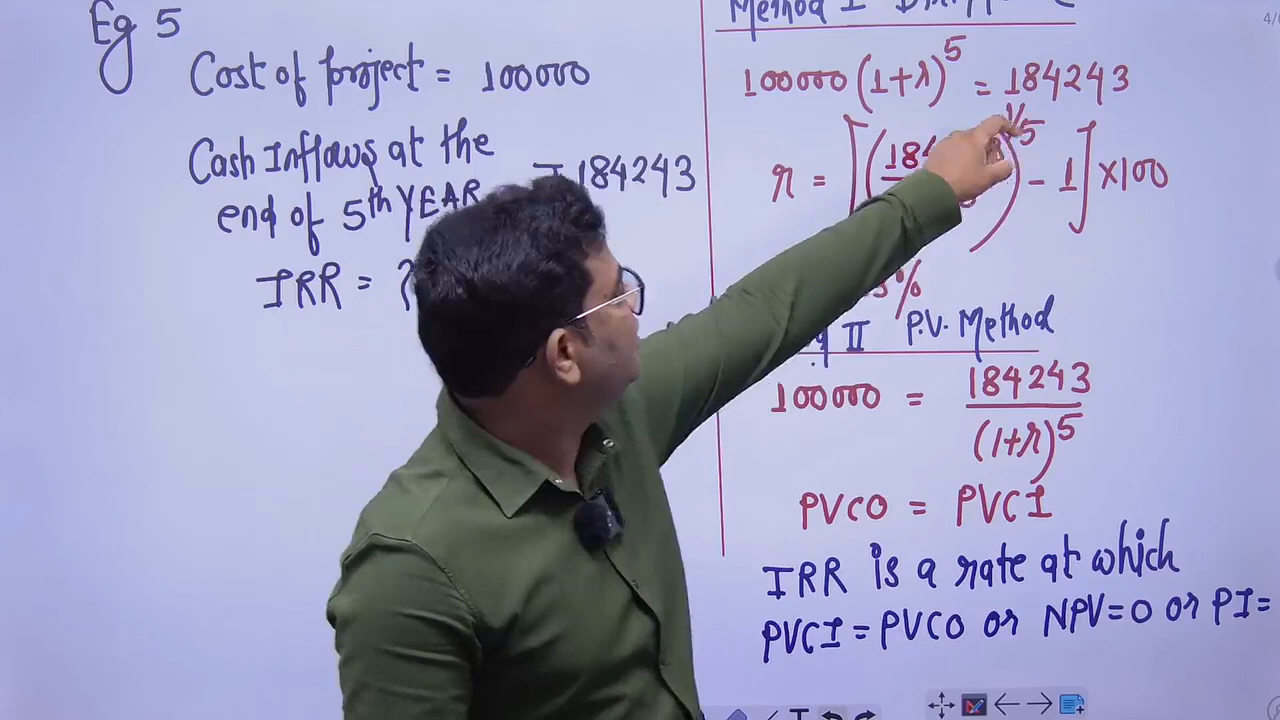 Eg 5
Cost of project = 100000
Cash Inflows at the
end of 5th YEAR = 184243
IRR = ?
Method I
100000 (1+r)^5 = 184243
r = [( )^1/5 - 1] ×100
%
II P.V. Method
100000 = 184243 / (1+r)^5
PVCO = PVCI
IRR is a rate at which
PVCI = PVCO or NPV=0 or PI=